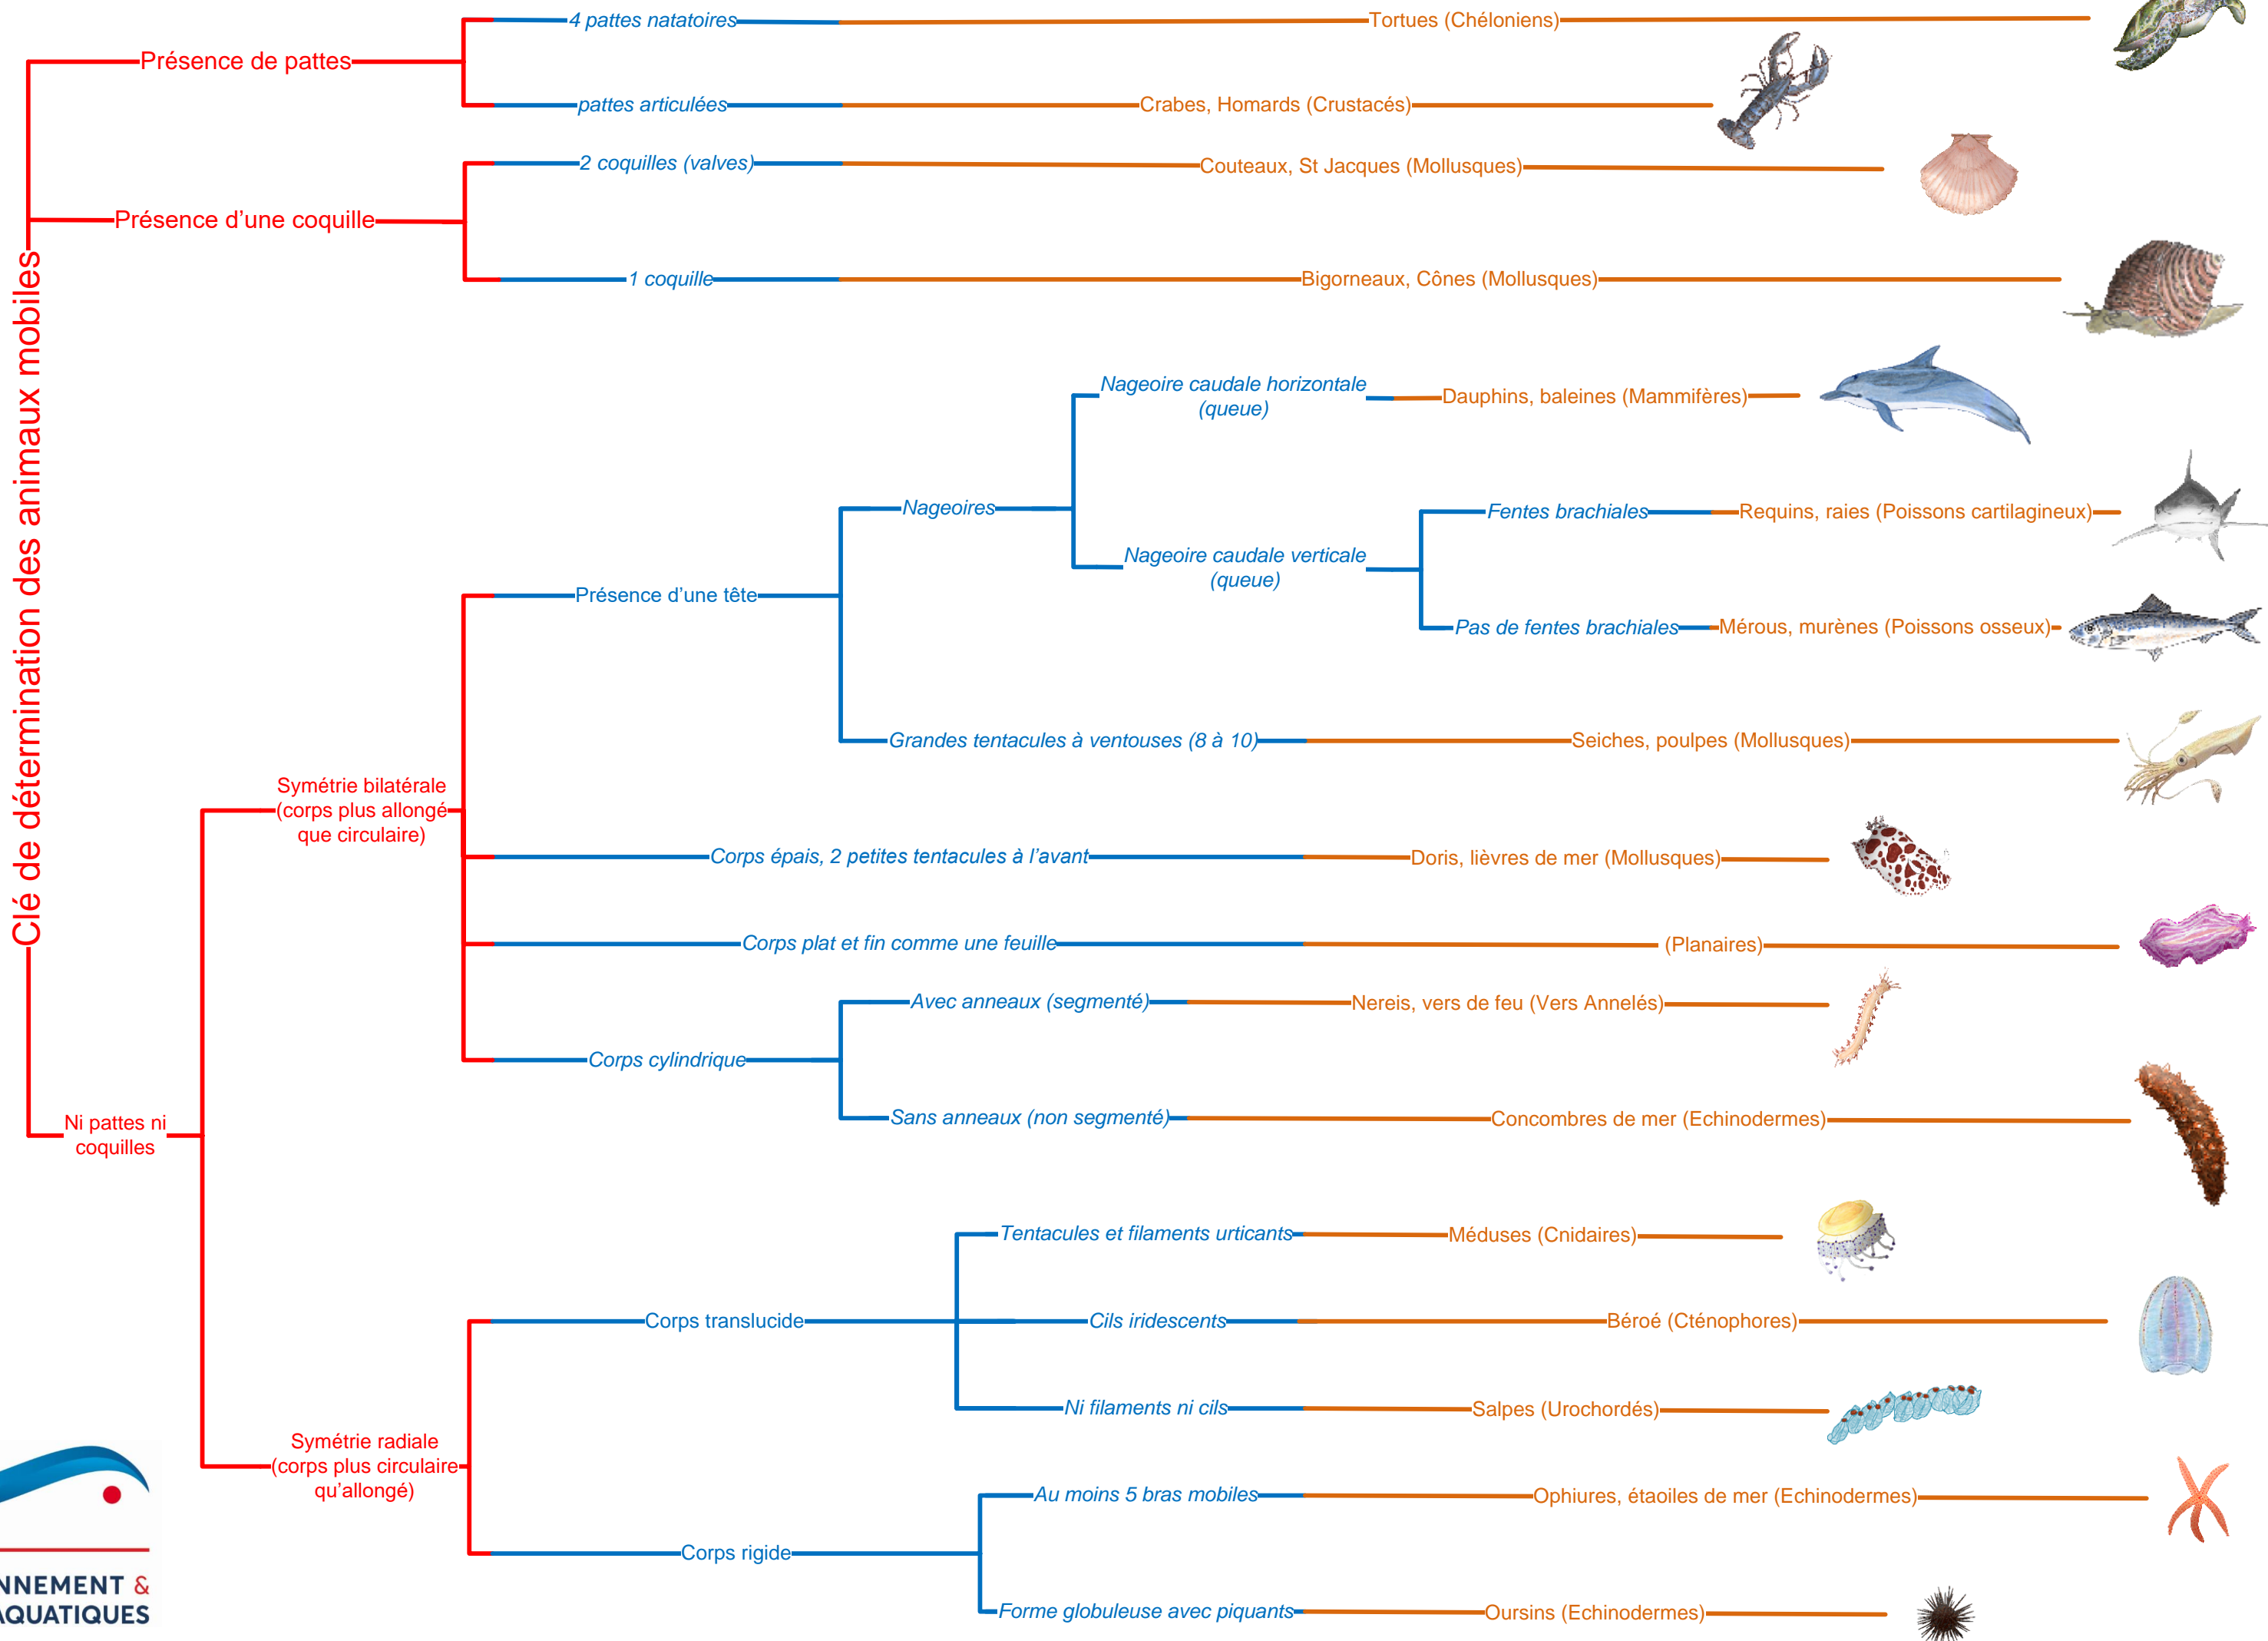 Clé de détermination des animaux mobiles
Présence de pattes
4 pattes natatoires
Tortues (Chéloniens)
pattes articulées
Crabes, Homards (Crustacés)
Présence d’une coquille
2 coquilles (valves)
Couteaux, St Jacques (Mollusques)
1 coquille
Bigorneaux, Cônes (Mollusques)
Ni pattes ni
coquilles
Symétrie bilatérale
(corps plus allongé
que circulaire)
Présence d’une tête
Nageoires
Nageoire caudale horizontale
(queue)
Dauphins, baleines (Mammifères)
Nageoire caudale verticale
(queue)
Fentes brachiales
Requins, raies (Poissons cartilagineux)
Pas de fentes brachiales
Mérous, murènes (Poissons osseux)
Grandes tentacules à ventouses (8 à 10)
Seiches, poulpes (Mollusques)
Corps épais, 2 petites tentacules à l’avant
Doris, lièvres de mer (Mollusques)
Corps plat et fin comme une feuille
(Planaires)
Corps cylindrique
Avec anneaux (segmenté)
Nereis, vers de feu (Vers Annelés)
Sans anneaux (non segmenté)
Concombres de mer (Echinodermes)
Symétrie radiale
(corps plus circulaire
qu’allongé)
Corps translucide
Tentacules et filaments urticants
Méduses (Cnidaires)
Cils iridescents
Béroé (Cténophores)
Ni filaments ni cils
Salpes (Urochordés)
Corps rigide
Au moins 5 bras mobiles
Ophiures, étaoiles de mer (Echinodermes)
Forme globuleuse avec piquants
Oursins (Echinodermes)
NNEMENT &
AQUATIQUES